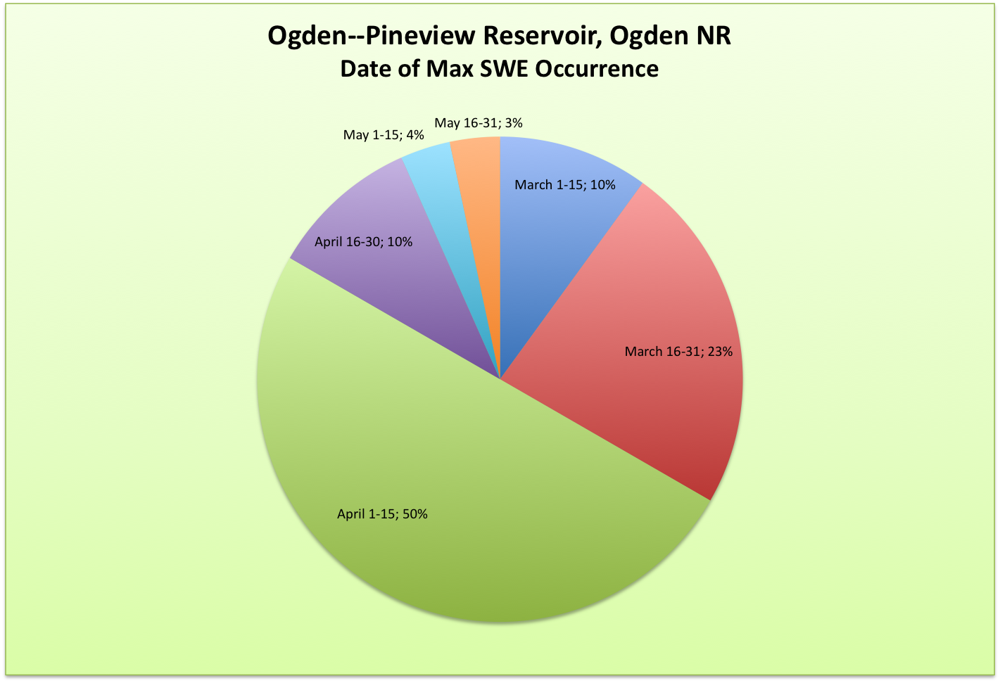 Ogden--Pineview Reservoir, Ogden NR
Date of Max SWE Occurrence
May 16-31; 3%
May 1-15; 4%
March 1-15; 10%
April 16-30; 10%
March 16-31; 23%
April 1-15; 50%